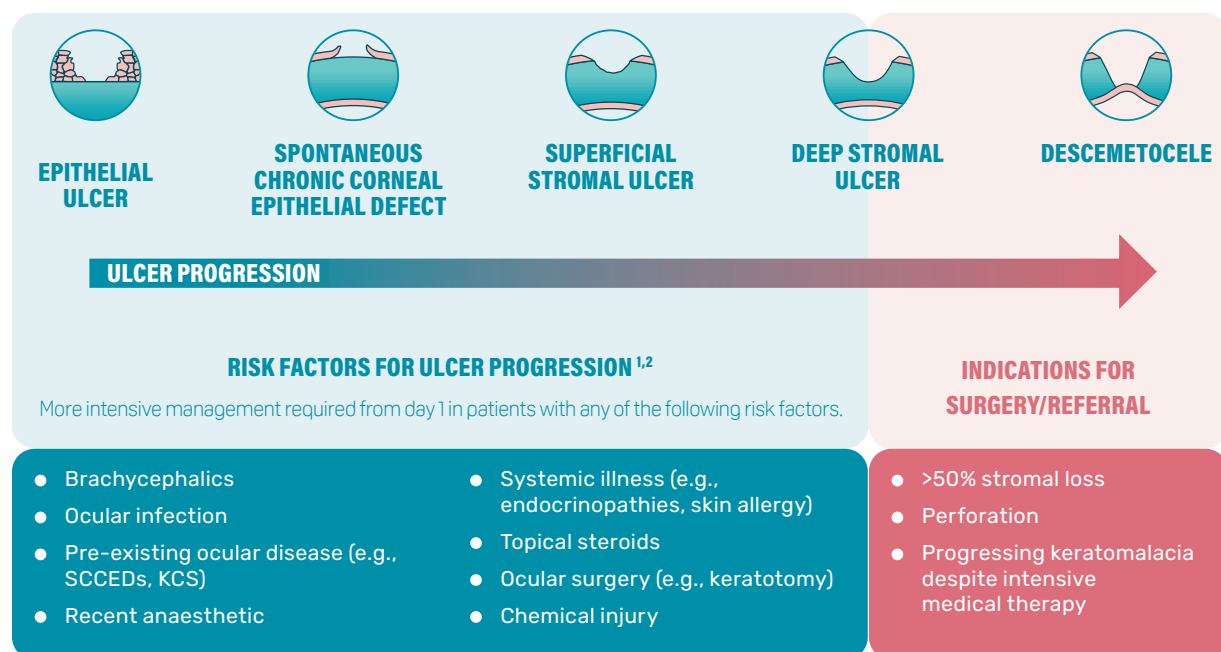 EPITHELIAL
ULCER
SPONTANEOUS
CHRONIC CORNEAL
EPITHELIAL DEFECT
SUPERFICIAL
STROMAL ULCER
DEEP STROMAL
ULCER
DESCEMETOCELE
ULCER PROGRESSION
RISK FACTORS FOR ULCER PROGRESSION 1,2
More intensive management required from day 1 in patients with any of the following risk factors.
● Brachycephalics
● Ocular infection
● Pre-existing ocular disease (e.g.,
SCCEDs, KCS)
● Recent anaesthetic
● Systemic illness (e.g.,
endocrinopathies, skin allergy)
● Topical steroids
● Ocular surgery (e.g., keratotomy)
● Chemical injury
INDICATIONS FOR
SURGERY/REFERRAL
● >50% stromal loss
● Perforation
● Progressing keratomalacia
despite intensive
medical therapy